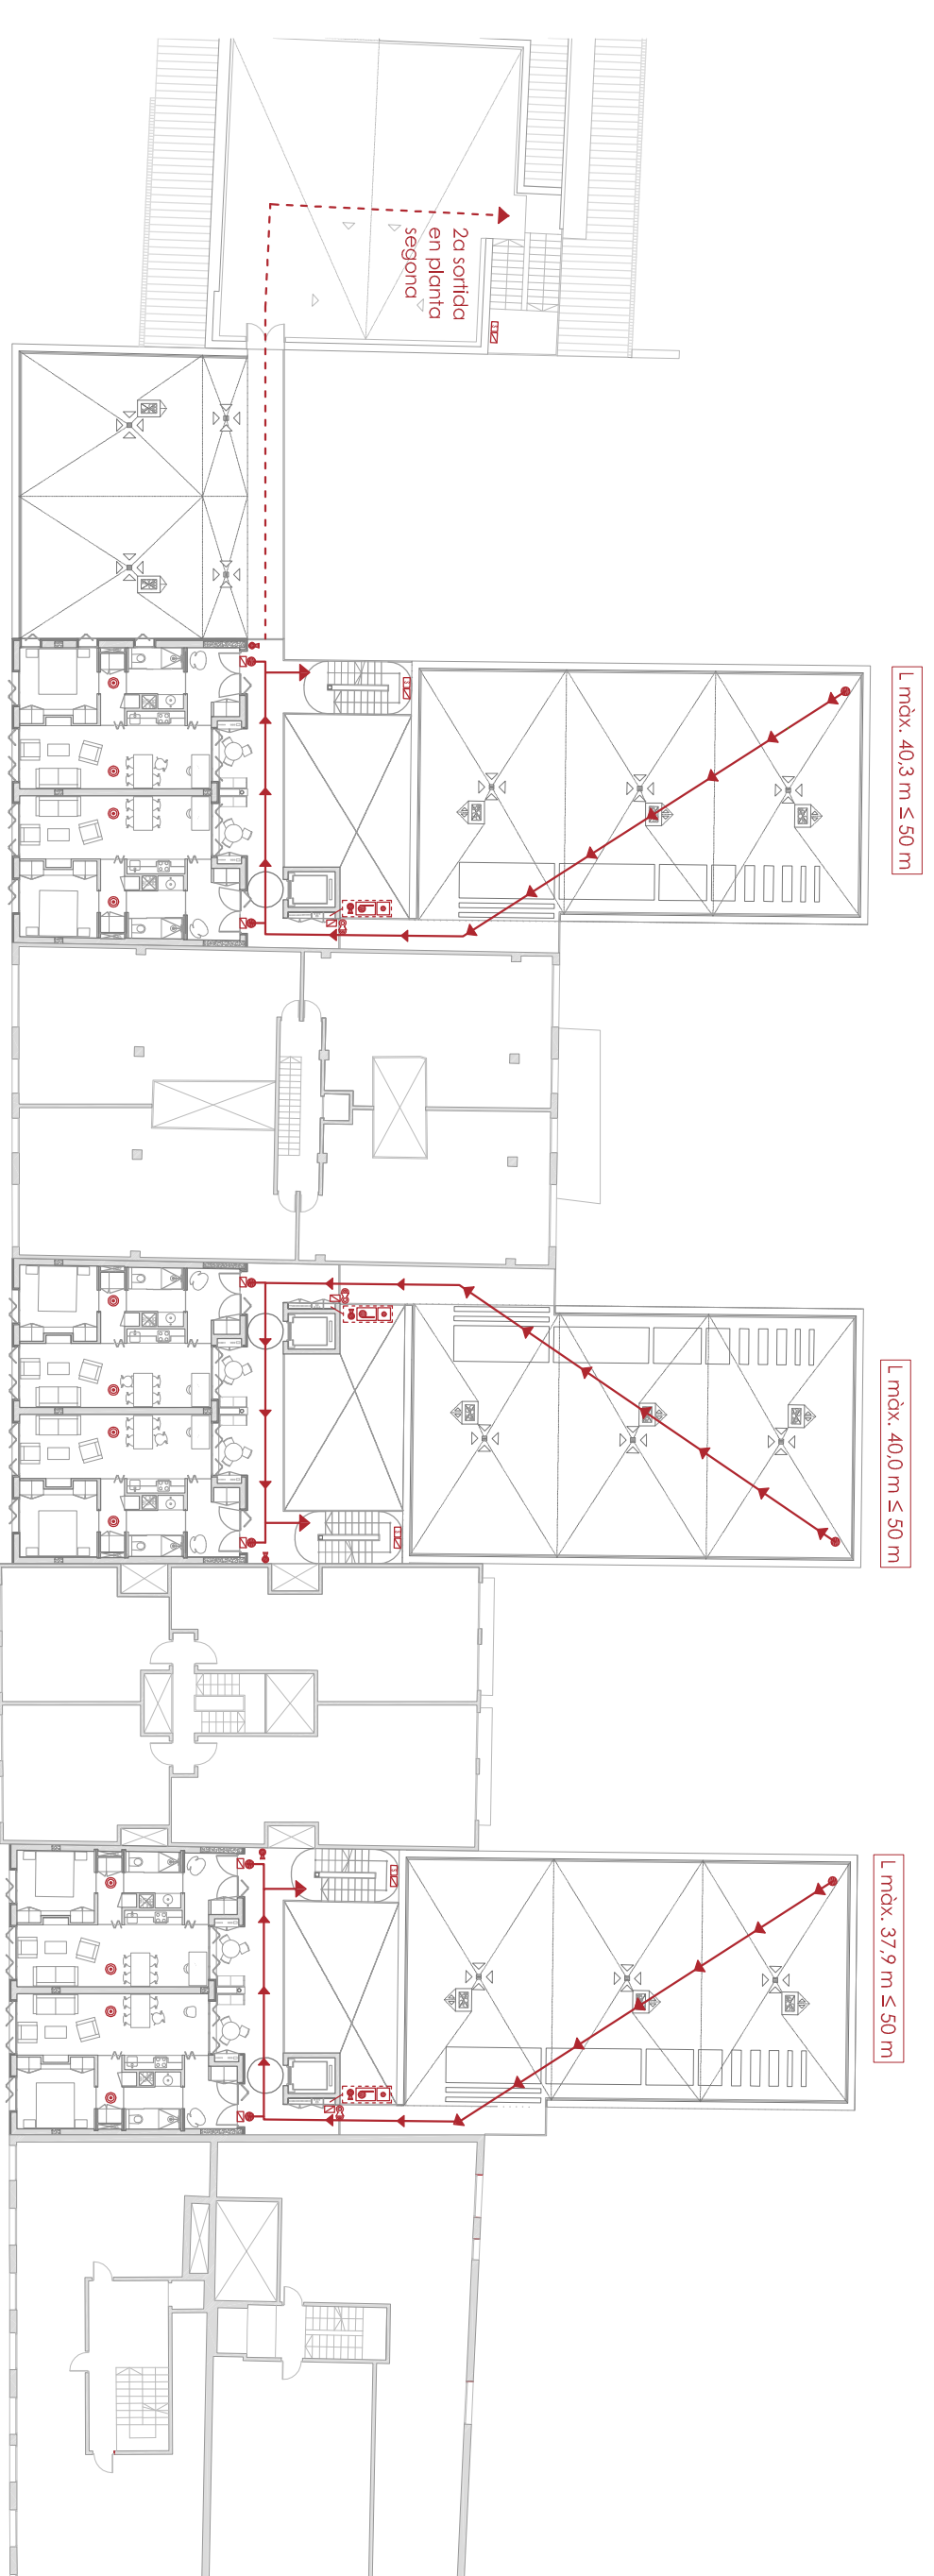 2a sortida
en planta
segona
L màx. 40,3 m ≤ 50 m
L màx. 40,0 m ≤ 50 m
L màx. 37,9 m ≤ 50 m